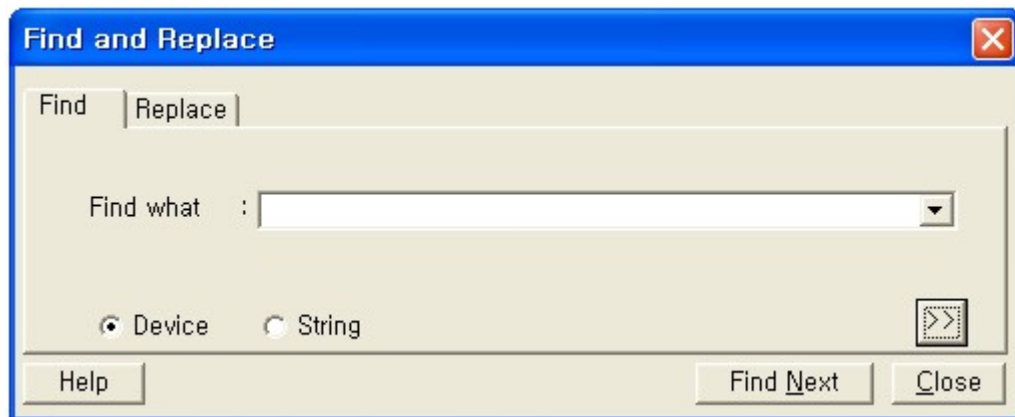 Find and Replace
Find Replace
Find what :
Device String >>
Help Find Next Close